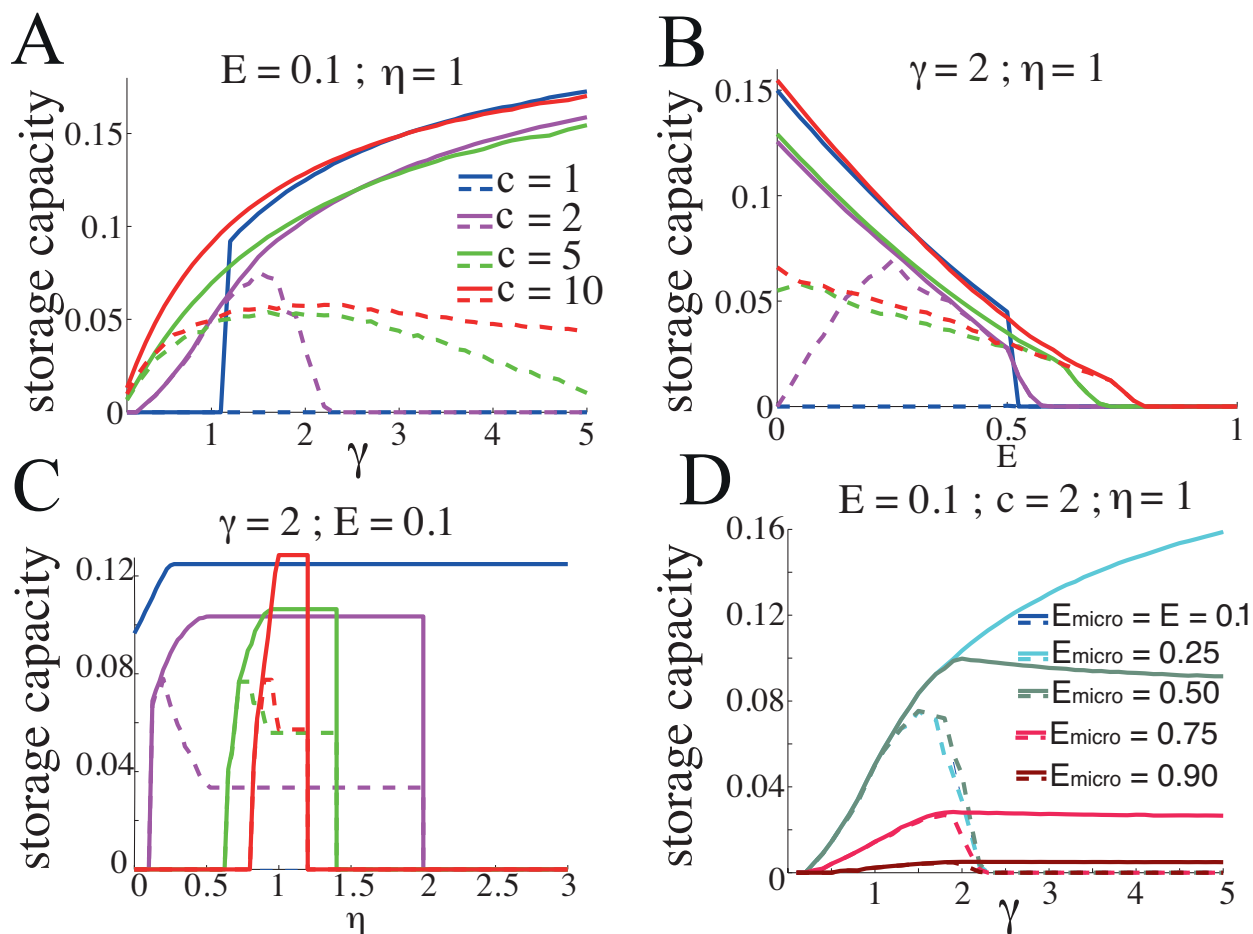 A
E = 0.1 ; η = 1
storage capacity
0.15
0.1
0.05
0
1 2 3 4 5
γ
c = 1
c = 2
c = 5
c = 10
B
γ = 2 ; η = 1
storage capacity
0.15
0.1
0.05
0
0 0.5 1
E
C
γ = 2 ; E = 0.1
storage capacity
0.12
0.08
0.04
0
0 0.5 1 1.5 2 2.5 3
η
D
E = 0.1 ; c = 2 ; η = 1
storage capacity
0.16
0.12
0.08
0.04
0
1 2 3 4 5
γ
Emicro = E = 0.1
Emicro = 0.25
Emicro = 0.50
Emicro = 0.75
Emicro = 0.90